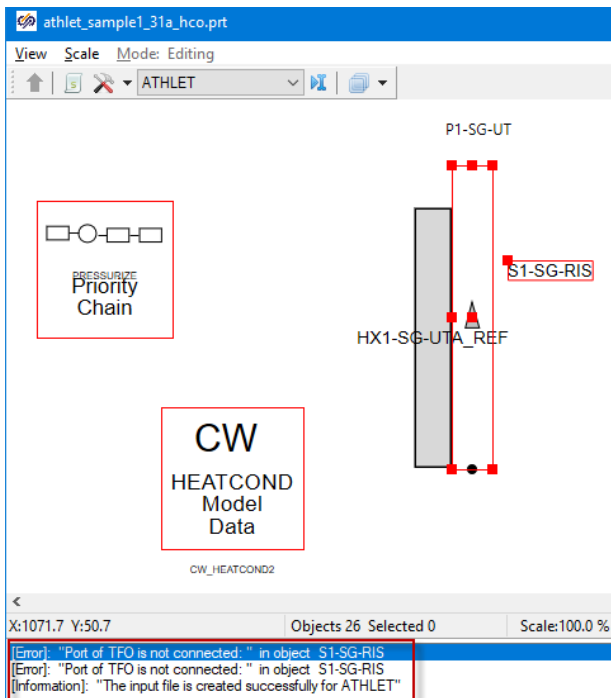 athlet_sample1_31a_hco.prt
View Scale Mode: Editing
ATHLET
P1-SG-UT
PRESSURIZE
Priority
Chain
S1-SG-RIS
HX1-SG-UTA_REF
CW
HEATCOND
Model
Data
CW_HEATCOND2
X:1071.7 Y:50.7 Objects 26 Selected 0 Scale:100.0 %
[Error]: "Port of TFO is not connected: " in object S1-SG-RIS
[Error]: "Port of TFO is not connected: " in object S1-SG-RIS
[Information]: "The input file is created successfully for ATHLET"